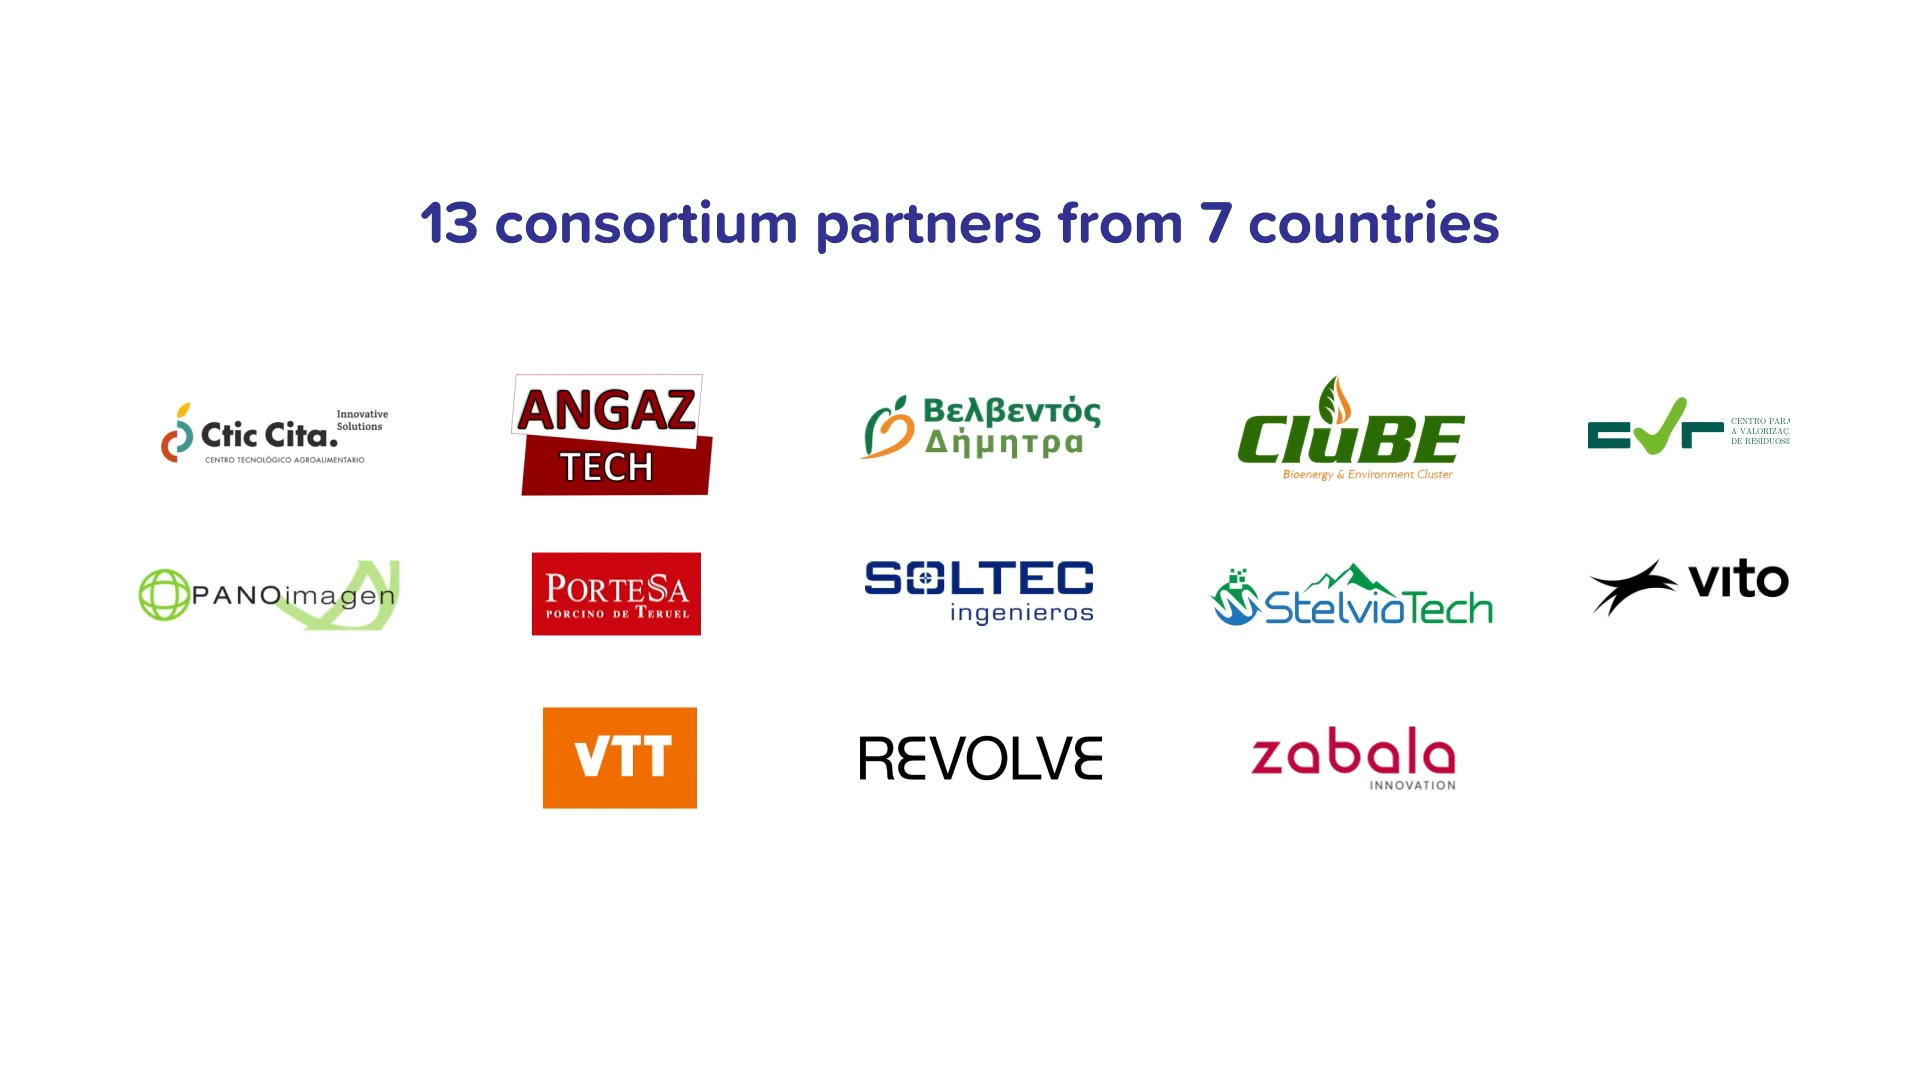 13 consortium partners from 7 countries
Ctic Cita.
Innovative
Solutions
CENTRO TECNOLÓGICO AGROALIMENTARIO
ANGAZ
TECH
Βελβεντός
Δήμητρα
CluBE
Bioenergy & Environment Cluster
cvr
CENTRO PARA
A VALORIZAÇ
DE RESÍDUOS
PANOimagen
PORTESA
PORCINO DE TERUEL
SOLTEC
ingenieros
StelvioTech
vito
VTT
REVOLVE
zabala
INNOVATION